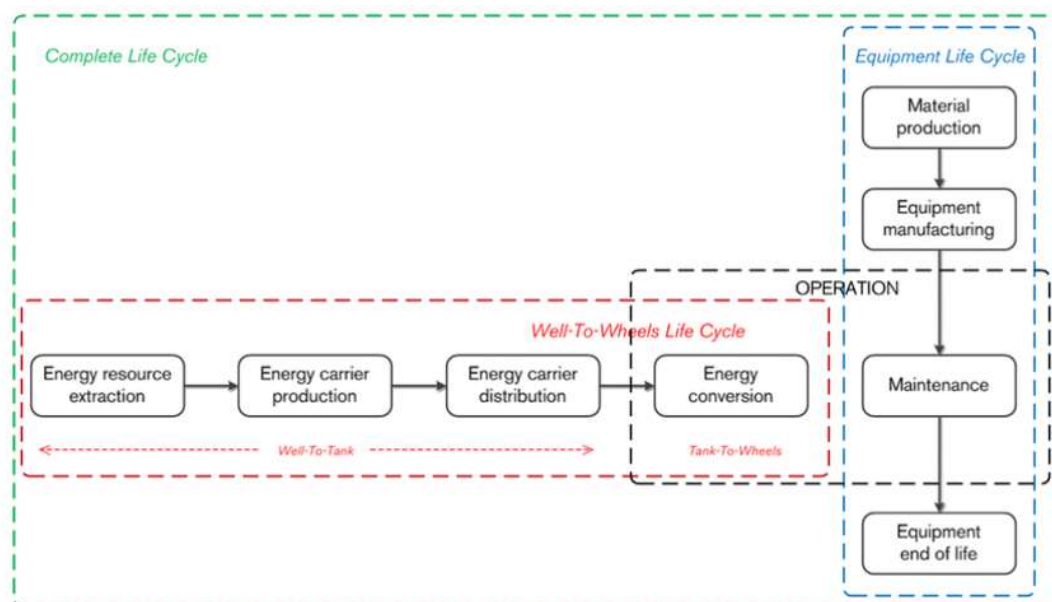 Complete Life Cycle
Equipment Life Cycle
Material
production
Equipment
manufacturing
OPERATION
Well-To-Wheels Life Cycle
Energy resource
extraction
Energy carrier
production
Energy carrier
distribution
Energy
conversion
Maintenance
Well-To-Tank
Tank-To-Wheels
Equipment
end of life